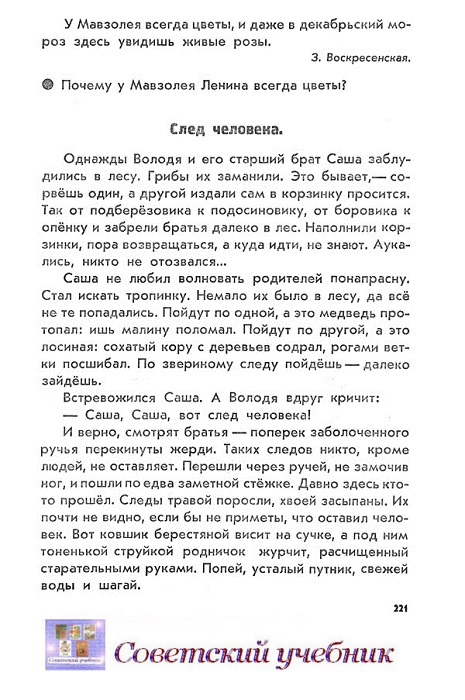 У Мавзолея всегда цветы, и даже в декабрьский мо-
роз здесь увидишь живые розы.
З. Воскресенская.
Почему у Мавзолея Ленина всегда цветы?
След человека.
Однажды Володя и его старший брат Саша заблу-
дились в лесу. Грибы их заманили. Это бывает,— со-
рвёшь один, а другой издали сам в корзинку просится.
Так от подберёзовика к подосиновику, от боровика к
опёнку и забрели братья далеко в лес. Наполнили кор-
зинки, пора возвращаться, а куда идти, не знают. Аука-
лись, никто не отозвался...
Саша не любил волновать родителей понапрасну.
Стал искать тропинку. Немало их было в лесу, да всё
не те попадались. Пойдут по одной, а это медведь про-
топал: ишь малину поломал. Пойдут по другой, а это
лосиная: сохатый кору с деревьев содрал, рогами вет-
ки посшибал. По звериному следу пойдёшь — далеко
зайдёшь.
Встревожился Саша. А Володя вдруг кричит:
— Саша, Саша, вот след человека!
И верно, смотрят братья — поперек заболоченного
ручья перекинуты жерди. Таких следов никто, кроме
людей, не оставляет. Перешли через ручей, не замочив
ног, и пошли по едва заметной стёжке. Давно здесь кто-
то прошёл. Следы травой поросли, хвоей засыпаны. Их
почти не видно, если бы не приметы, что оставил чело-
век. Вот ковшик берестяной висит на сучке, а под ним
тоненькой струйкой родничок журчит, расчищенный
старательными руками. Попей, усталый путник, свежей
воды и шагай.
221
Советский учебник
Советский учебник